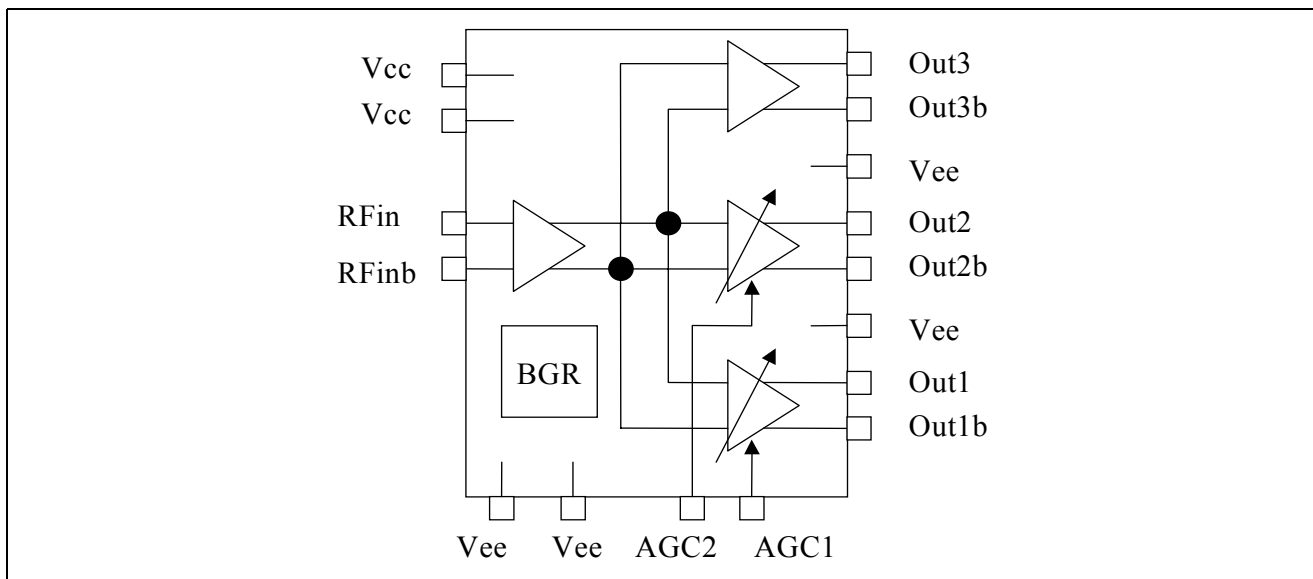 Vcc
Vcc
RFin
RFinb
BGR
Out3
Out3b
Vee
Out2
Out2b
Vee
Out1
Out1b
Vee
Vee
AGC2
AGC1